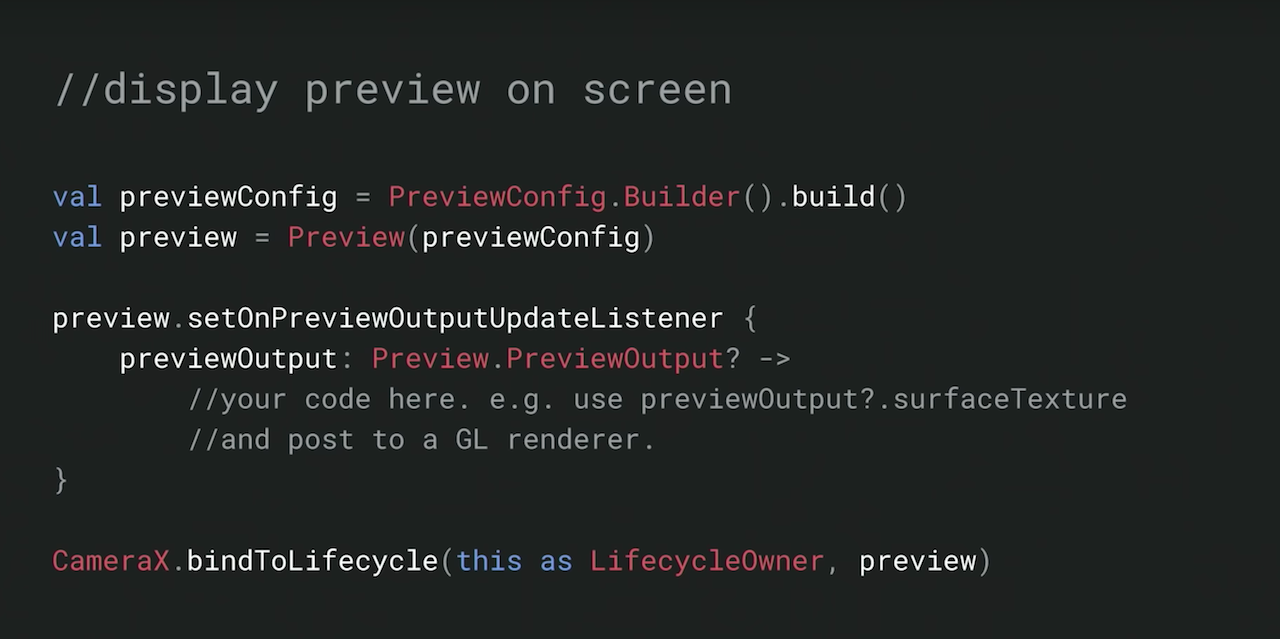 //display preview on screen
val previewConfig = PreviewConfig.Builder().build()
val preview = Preview(previewConfig)
preview.setOnPreviewOutputUpdateListener {
previewOutput: Preview.PreviewOutput? ->
//your code here. e.g. use previewOutput?.surfaceTexture
//and post to a GL renderer.
}
CameraX.bindToLifecycle(this as LifecycleOwner, preview)